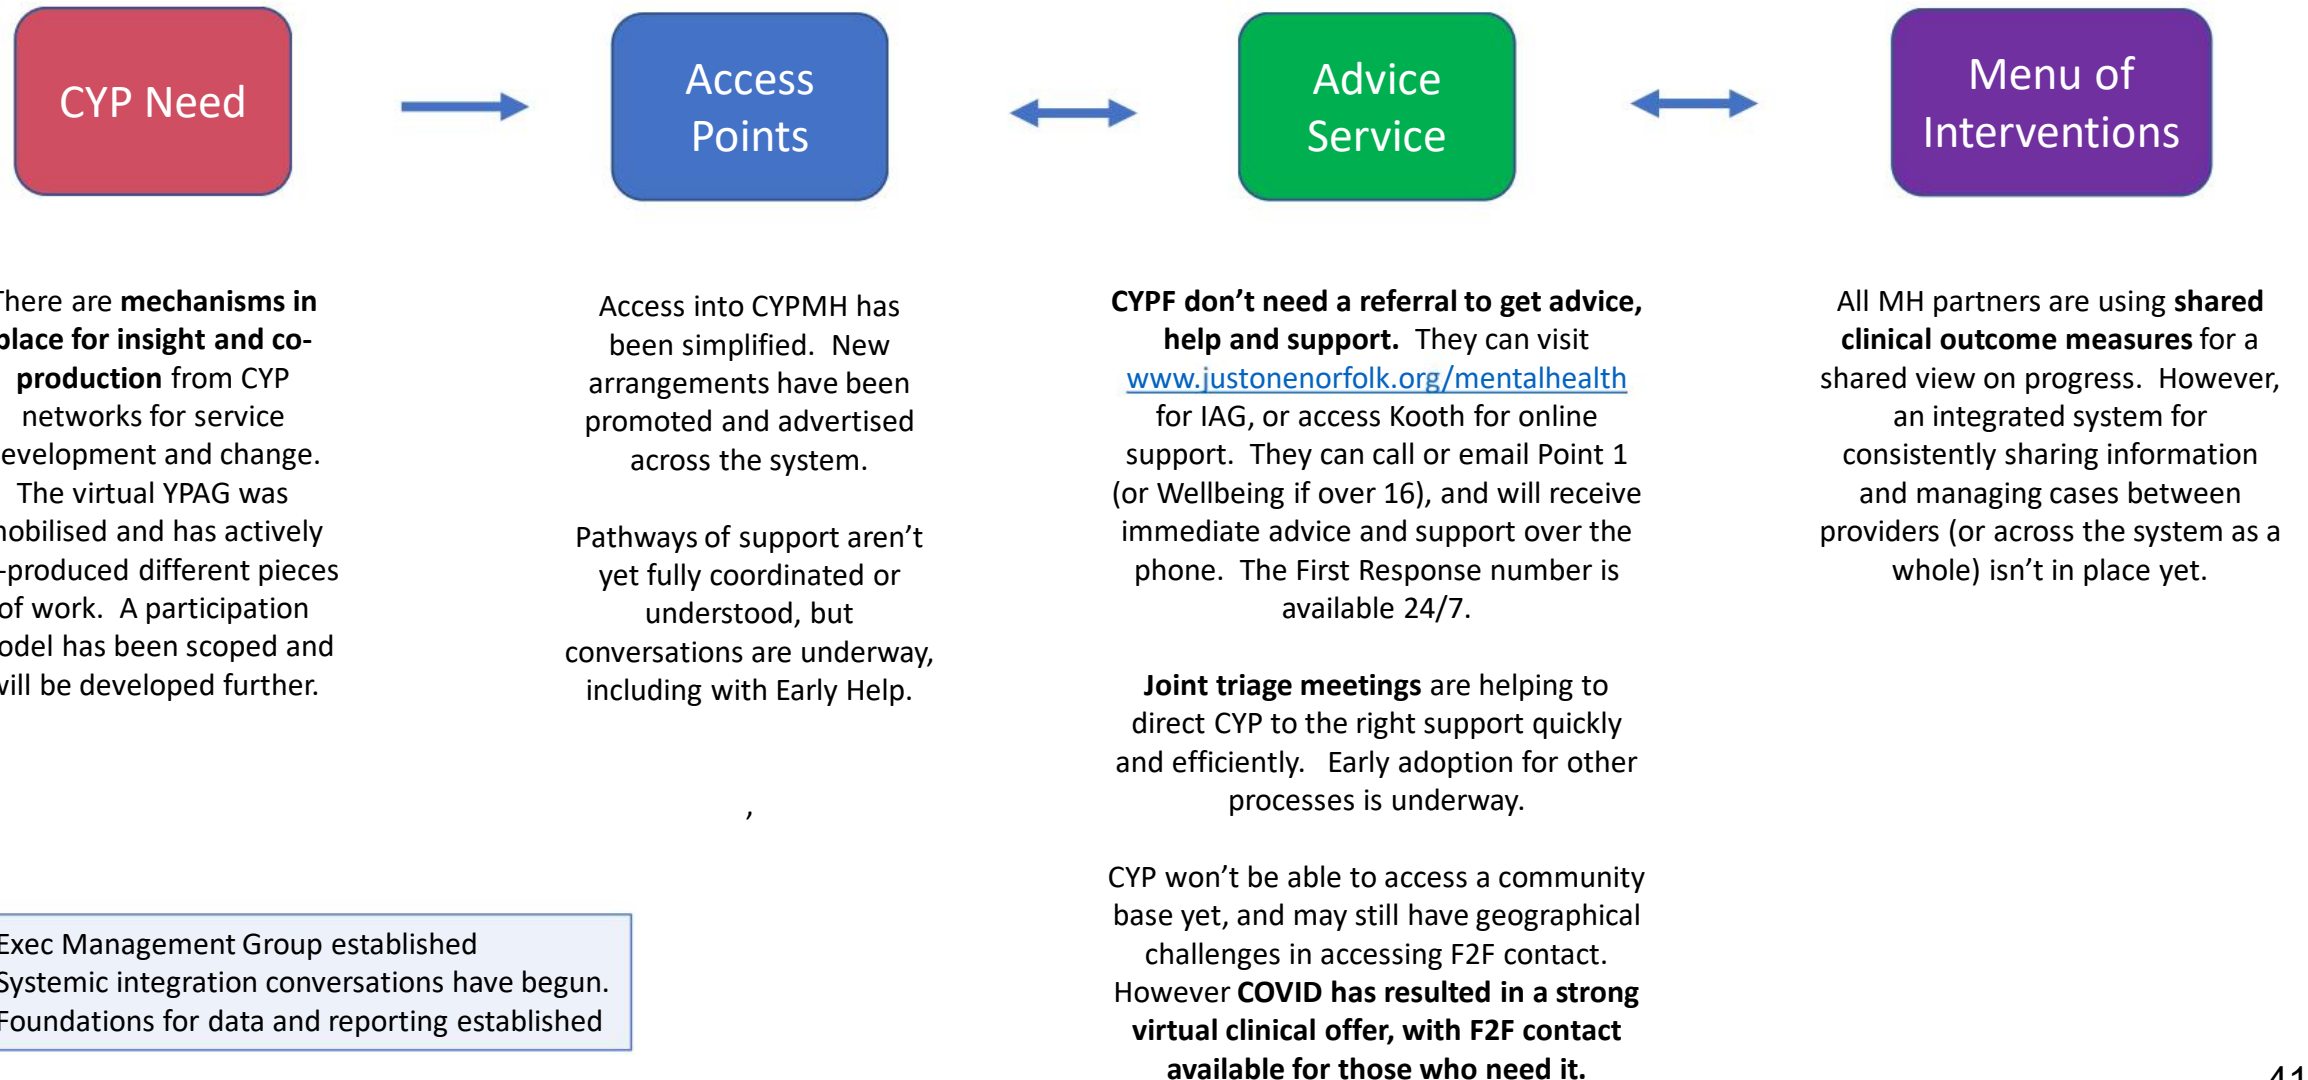 CYP Need
Access
Points
Advice
Service
Menu of
Interventions
There are mechanisms in
place for insight and co-
production from CYP
networks for service
evelopment and change.
The virtual YPAG was
mobilised and has actively
-produced different pieces
of work. A participation
odel has been scoped and
will be developed further.
Access into CYPMH has
been simplified. New
arrangements have been
promoted and advertised
across the system.
Pathways of support aren’t
yet fully coordinated or
understood, but
conversations are underway,
including with Early Help.
,
CYPF don’t need a referral to get advice,
help and support. They can visit
www.justonenorfolk.org/mentalhealth
for IAG, or access Kooth for online
support. They can call or email Point 1
(or Wellbeing if over 16), and will receive
immediate advice and support over the
phone. The First Response number is
available 24/7.
Joint triage meetings are helping to
direct CYP to the right support quickly
and efficiently. Early adoption for other
processes is underway.
CYP won’t be able to access a community
base yet, and may still have geographical
challenges in accessing F2F contact.
However COVID has resulted in a strong
virtual clinical offer, with F2F contact
available for those who need it.
All MH partners are using shared
clinical outcome measures for a
shared view on progress. However,
an integrated system for
consistently sharing information
and managing cases between
providers (or across the system as a
whole) isn’t in place yet.
Exec Management Group established
Systemic integration conversations have begun.
Foundations for data and reporting established
41